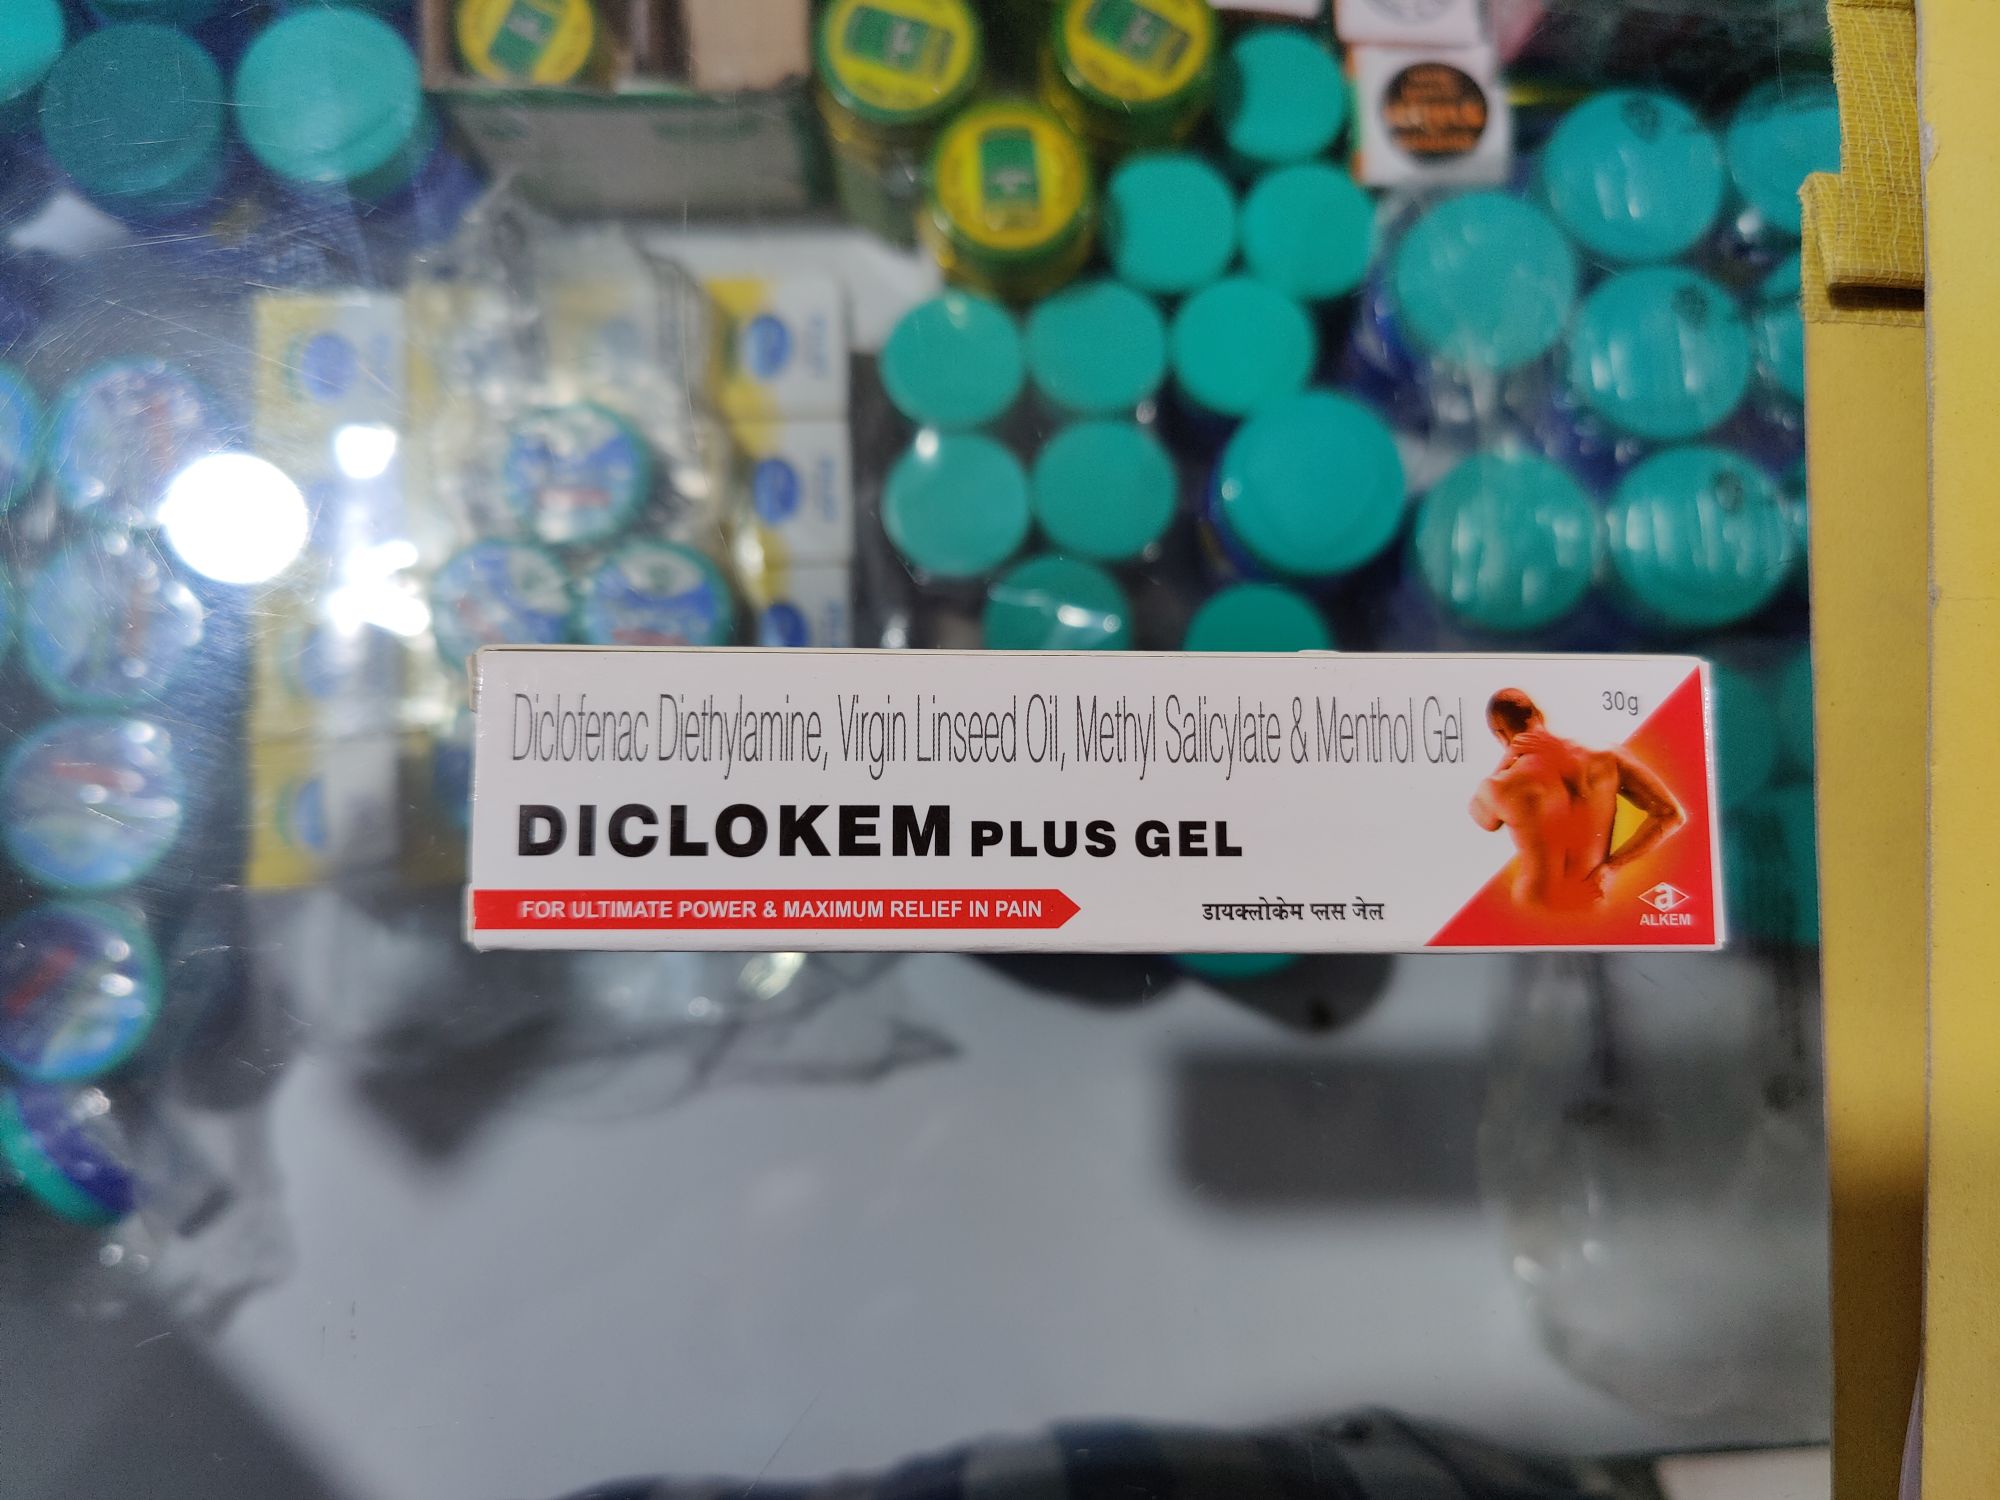 Diclofenac Diethylamine, Virgin Linseed Oil, Methyl Salicylate & Menthol Gel
30g
DICLOKEM PLUS GEL
FOR ULTIMATE POWER & MAXIMUM RELIEF IN PAIN
डायक्लोकेम प्लस जेल
a
ALKEM